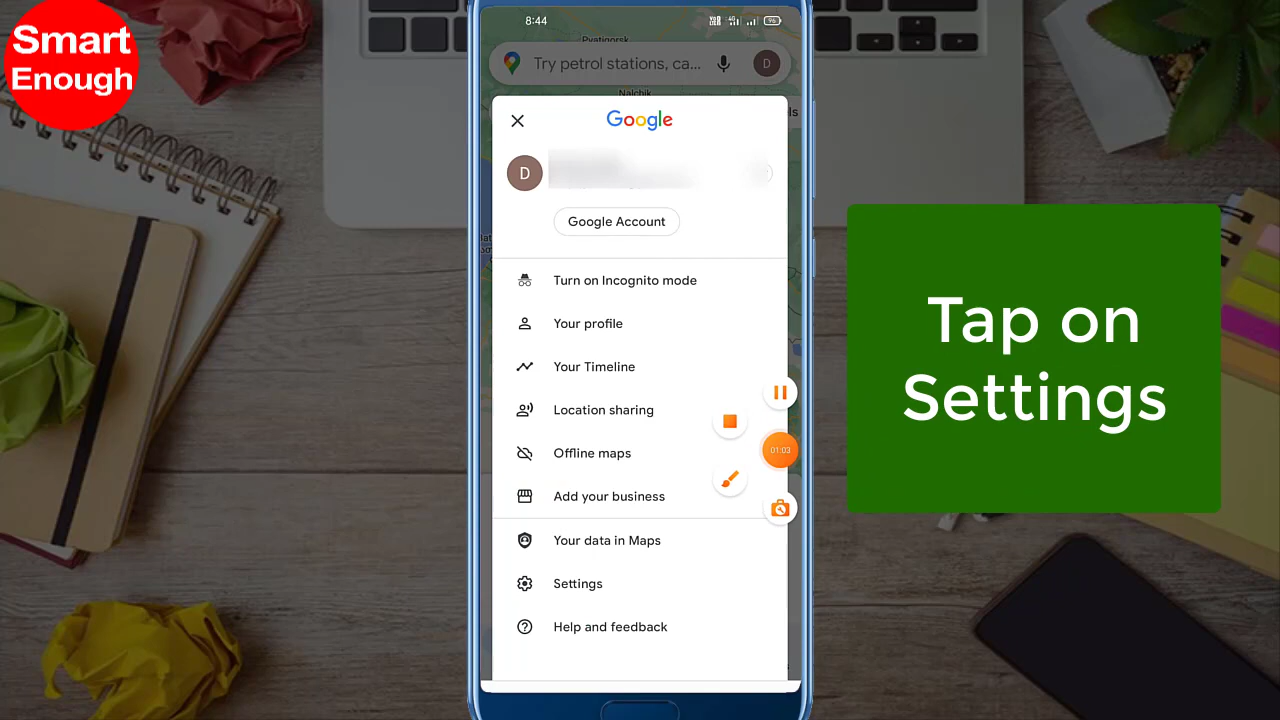 Smart
Enough
8:44
96
Pyatigorsk
Try petrol stations, ca...
D
Nalchik
els
Google
D
Google Account
Turn on Incognito mode
Your profile
Your Timeline
Location sharing
Offline maps
Add your business
Your data in Maps
Settings
Help and feedback
01:03
Tap on
Settings